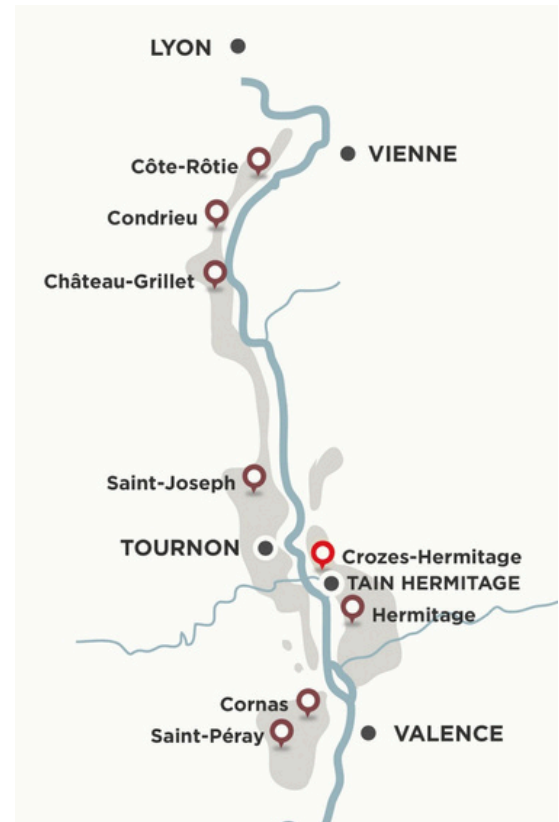 LYON
VIENNE
Côte-Rôtie
Condrieu
Château-Grillet
Saint-Joseph
TOURNON
Crozes-Hermitage
TAIN HERMITAGE
Hermitage
Cornas
Saint-Péray
VALENCE